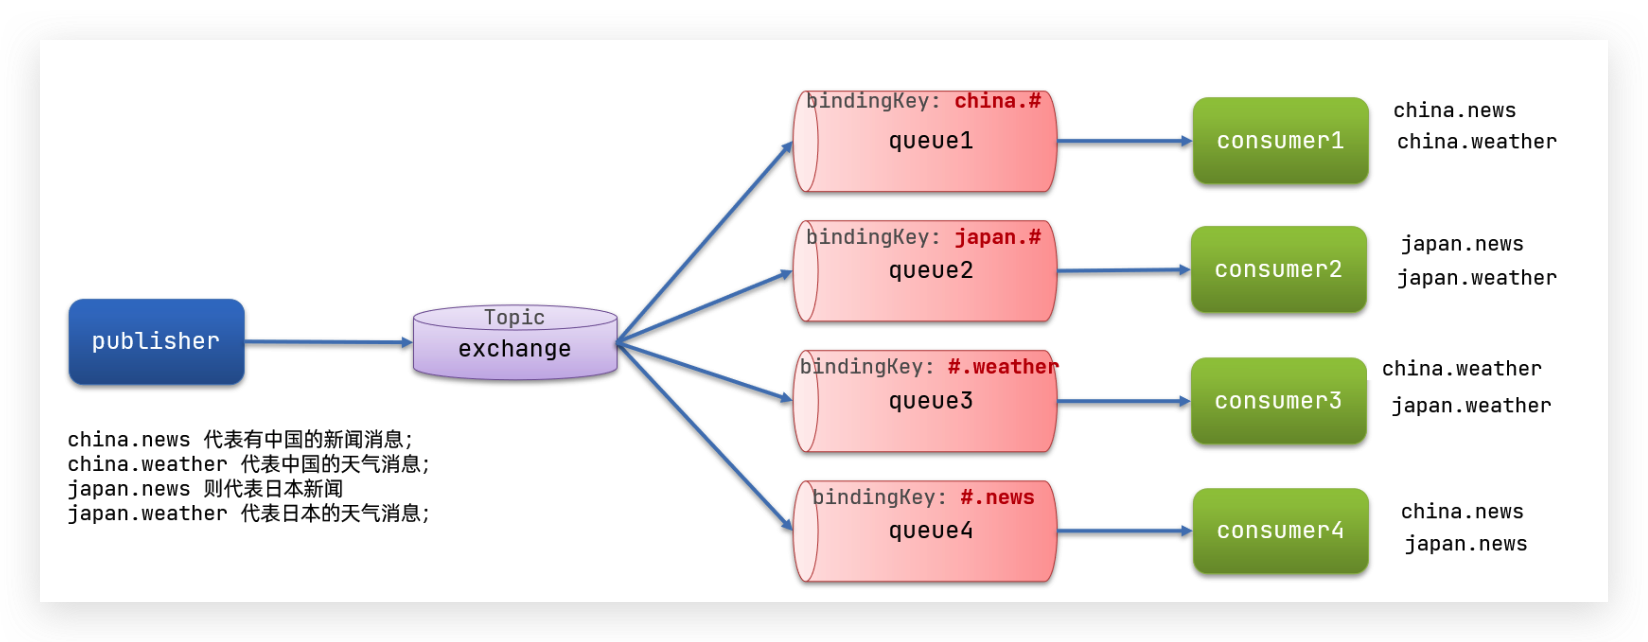 publisher
china.news 代表有中国的新闻消息；
china.weather 代表中国的天气消息；
japan.news 则代表日本新闻
japan.weather 代表日本的天气消息；
Topic
exchange
bindingKey: china.#
queue1
consumer1
china.news
china.weather
bindingKey: japan.#
queue2
consumer2
japan.news
japan.weather
bindingKey: #.weather
queue3
consumer3
china.weather
japan.weather
bindingKey: #.news
queue4
consumer4
china.news
japan.news